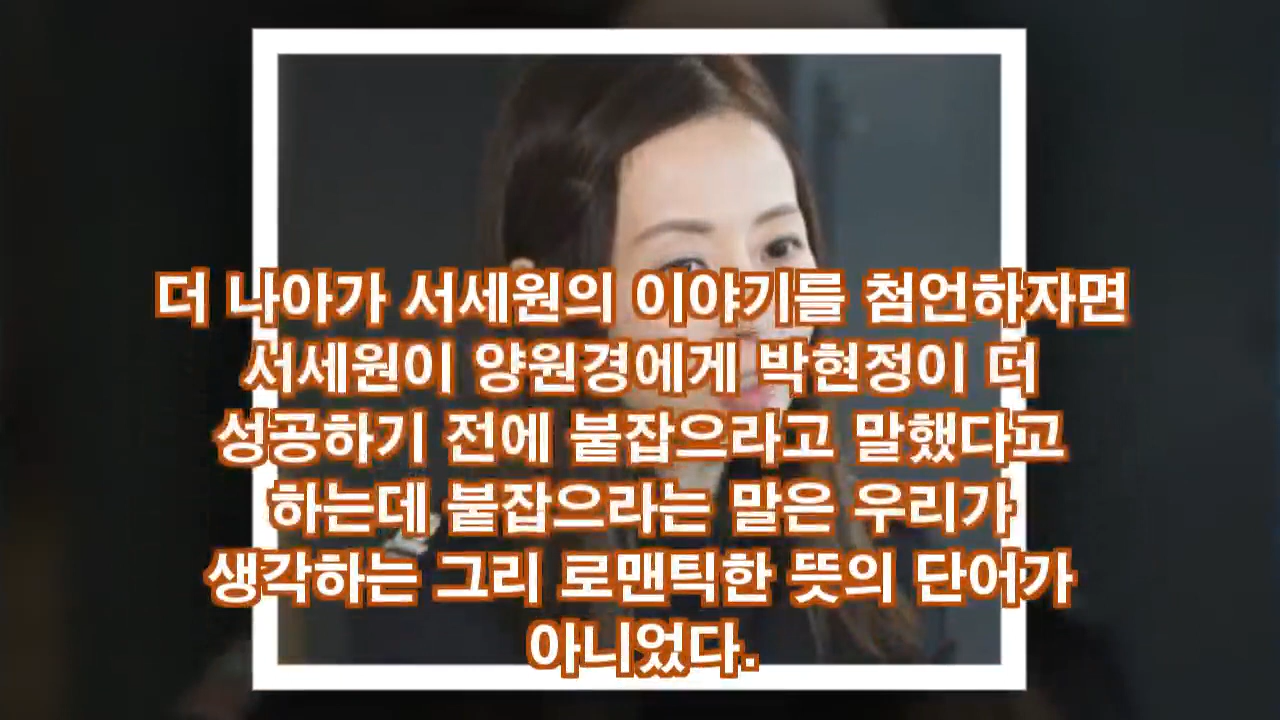 더 나아가 서세원의 이야기를 첨언하자면
서세원이 양원경에게 박현정이 더
성공하기 전에 붙잡으라고 말했다고
하는데 붙잡으라는 말은 우리가
생각하는 그리 로맨틱한 뜻의 단어가
아니었다.